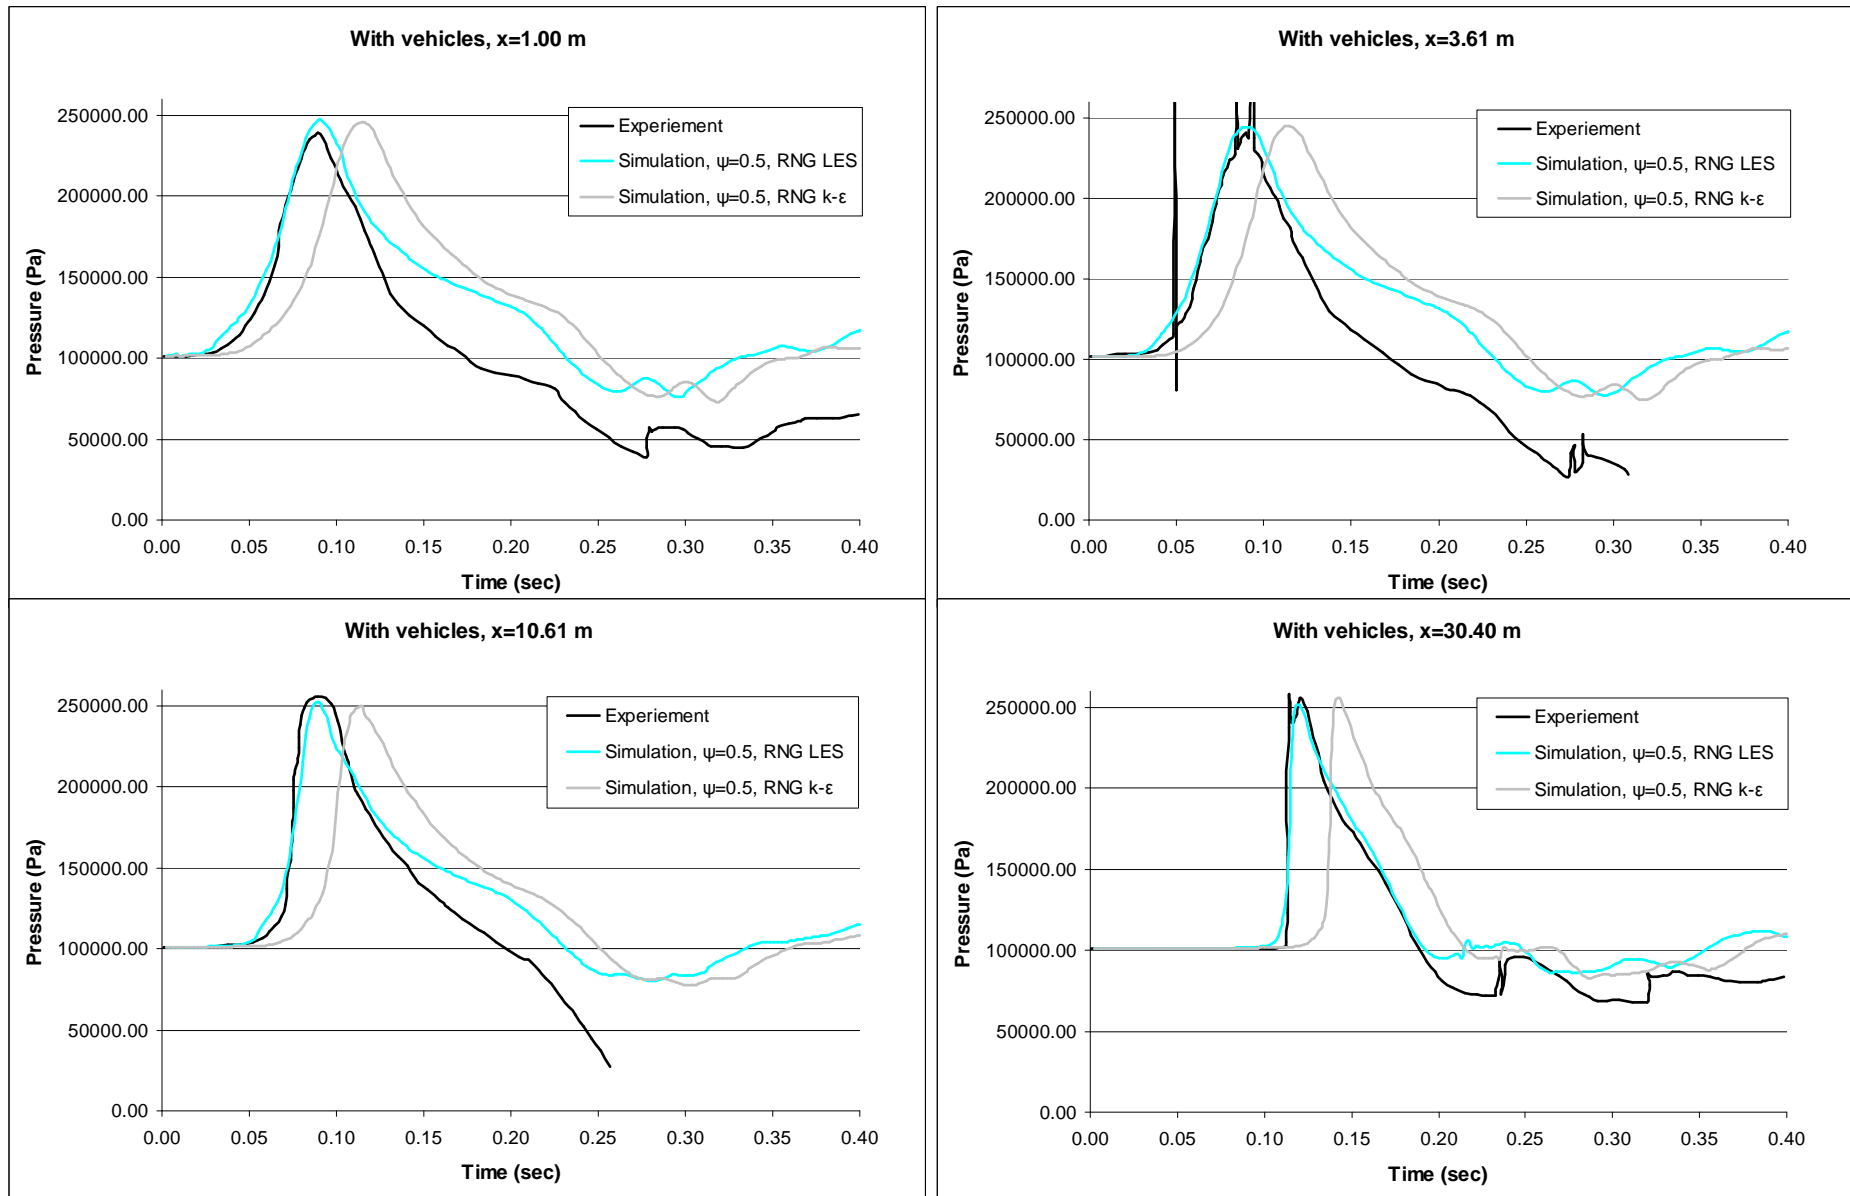 With vehicles, x=1.00 m
250000.00
200000.00
150000.00
100000.00
50000.00
0.00
Pressure (Pa)
Experiement
Simulation, ψ=0.5, RNG LES
Simulation, ψ=0.5, RNG k-ε
0.00 0.05 0.10 0.15 0.20 0.25 0.30 0.35 0.40
Time (sec)
With vehicles, x=3.61 m
250000.00
200000.00
150000.00
100000.00
50000.00
0.00
Pressure (Pa)
Experiement
Simulation, ψ=0.5, RNG LES
Simulation, ψ=0.5, RNG k-ε
0.00 0.05 0.10 0.15 0.20 0.25 0.30 0.35 0.40
Time (sec)
With vehicles, x=10.61 m
250000.00
200000.00
150000.00
100000.00
50000.00
0.00
Pressure (Pa)
Experiement
Simulation, ψ=0.5, RNG LES
Simulation, ψ=0.5, RNG k-ε
0.00 0.05 0.10 0.15 0.20 0.25 0.30 0.35 0.40
Time (sec)
With vehicles, x=30.40 m
250000.00
200000.00
150000.00
100000.00
50000.00
0.00
Pressure (Pa)
Experiement
Simulation, ψ=0.5, RNG LES
Simulation, ψ=0.5, RNG k-ε
0.00 0.05 0.10 0.15 0.20 0.25 0.30 0.35 0.40
Time (sec)